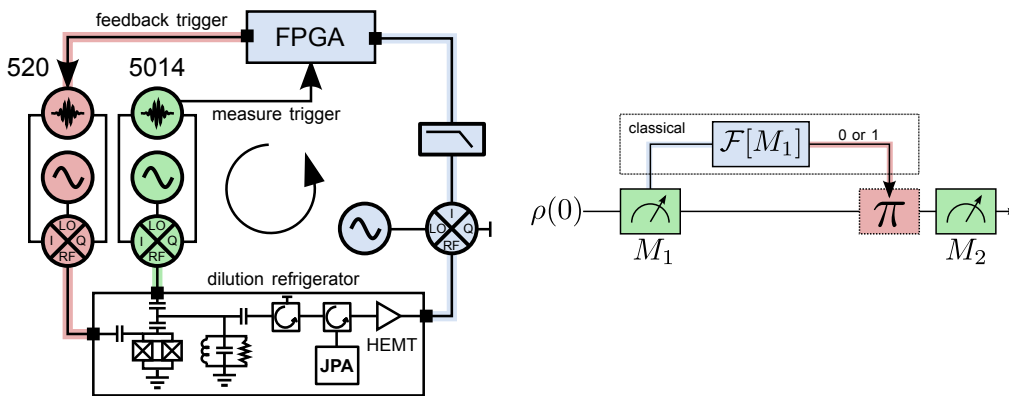 feedback trigger
FPGA
520
5014
measure trigger
LO
I
Q
RF
LO
I
Q
RF
I
LO
Q
RF
dilution refrigerator
HEMT
JPA
classical
F[M₁]
0 or 1
ρ(0)
π
M₁
M₂